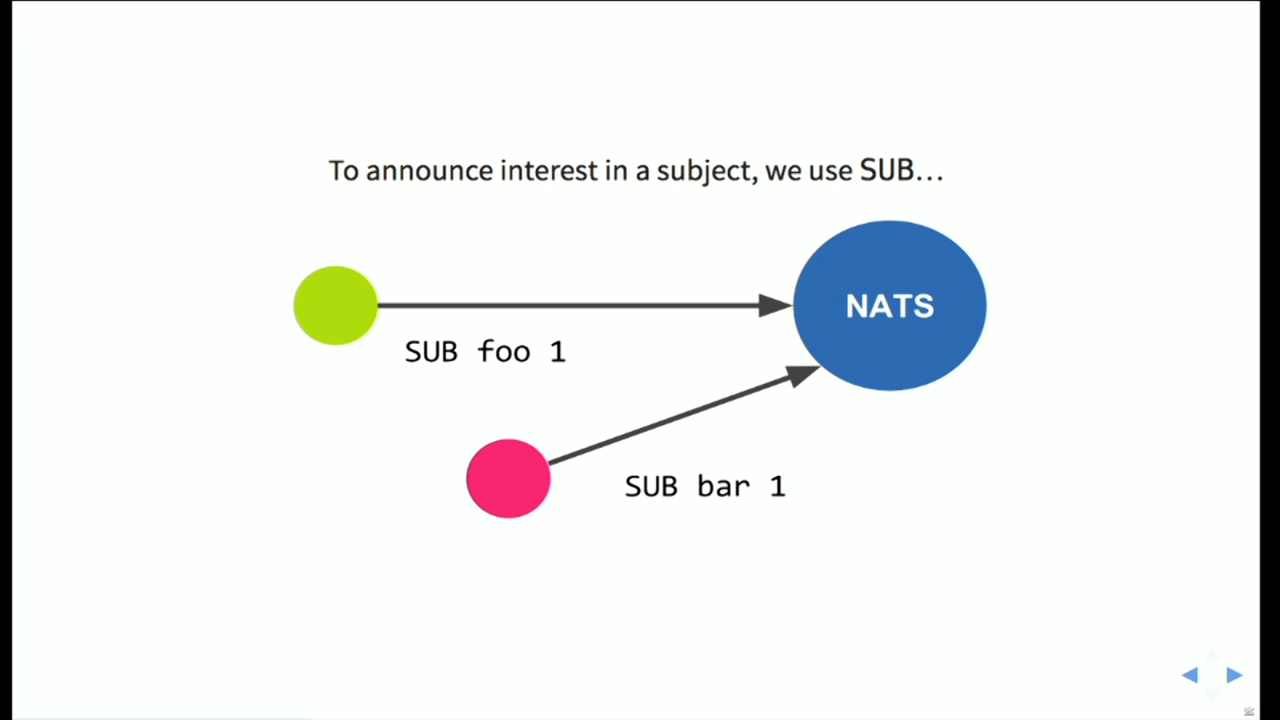 To announce interest in a subject, we use SUB…
NATS
SUB foo 1
SUB bar 1